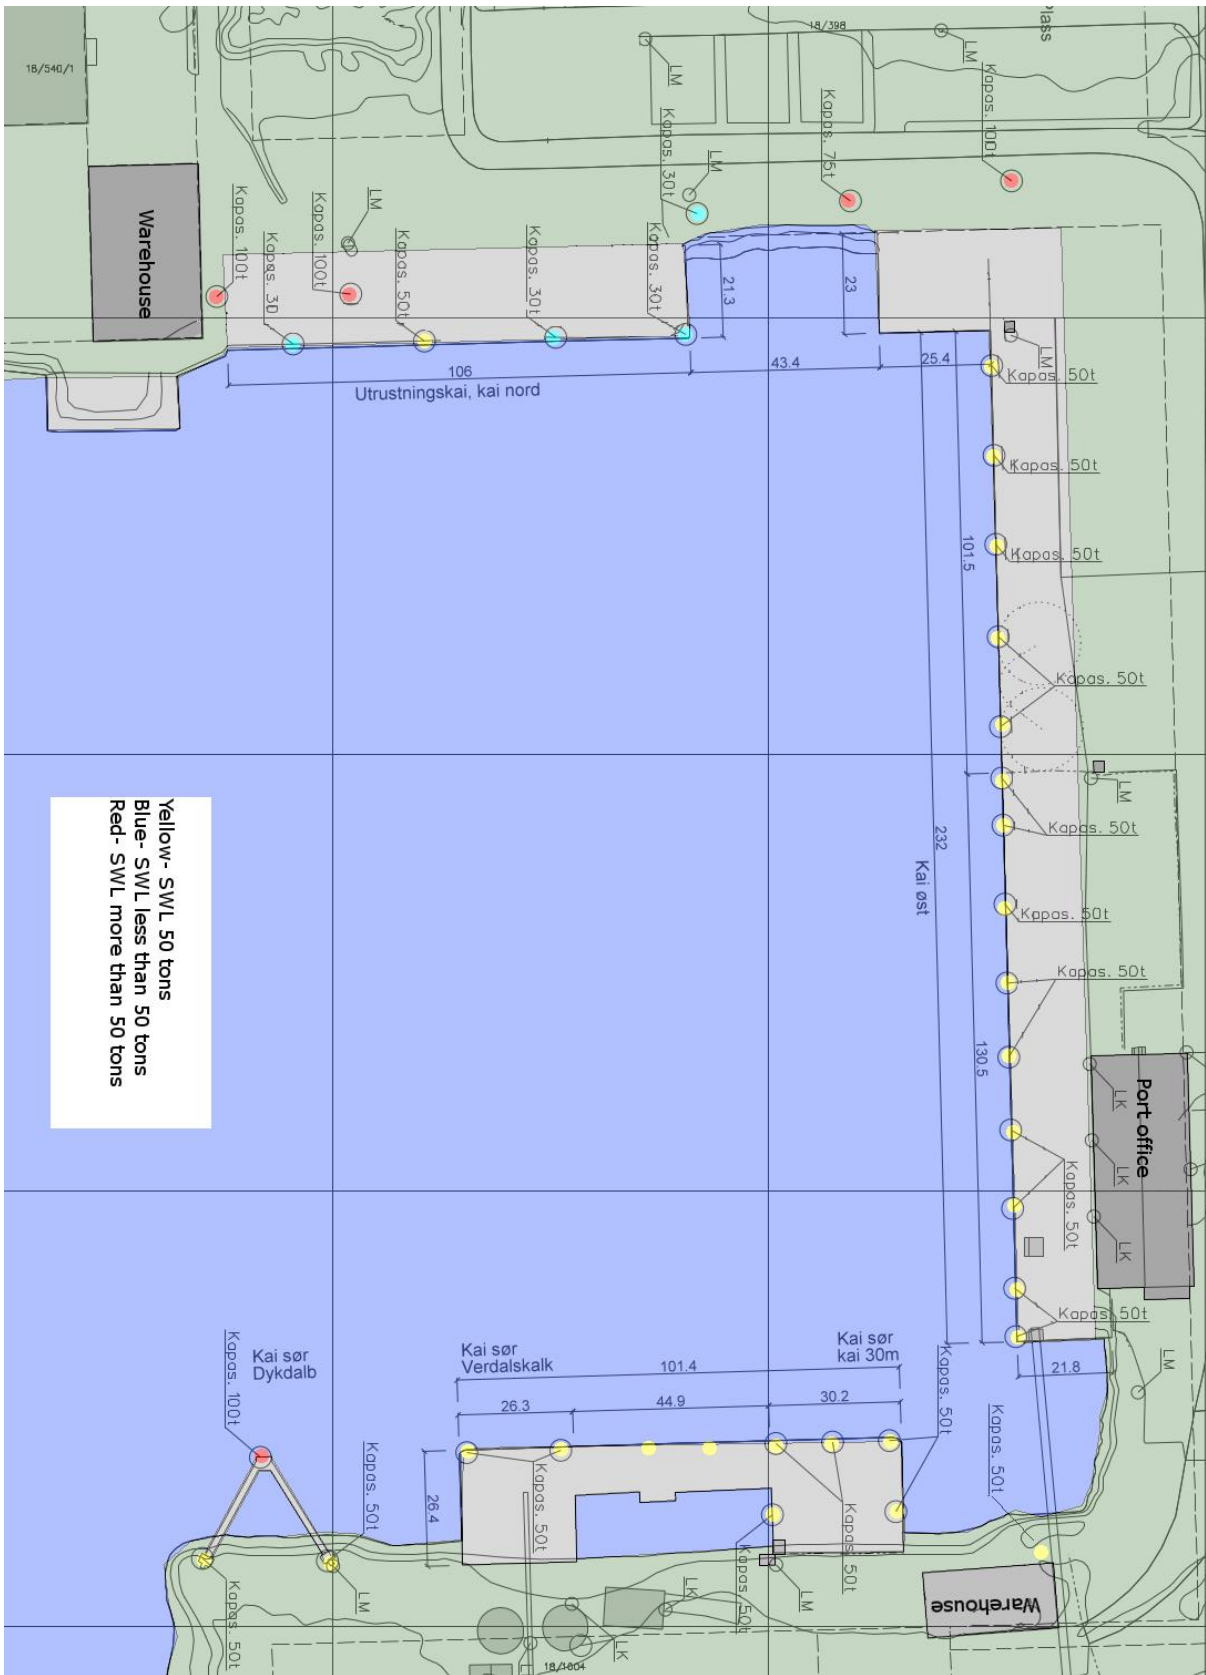 18/540/1
18/398
Plass
LM
LM
Kapas. 100t
Kapas. 75t
Kapas. 30t
LM
LM
Warehouse
Kapas. 100t
Kapas. 30
Kapas. 100t
Kapas. 50t
Kapas. 30t
Kapas. 30t
21.3
23
LM
106
43.4
25.4
Utrustningskai, kai nord
Kapas. 50t
Kapas. 50t
Kapas. 50t
101.5
Kapas. 50t
LM
Kapas. 50t
232
Kai øst
Kapas. 50t
Kapas. 50t
130.5
Yellow- SWL 50 tons
Blue- SWL less than 50 tons
Red- SWL more than 50 tons
Port office
LK
LK
LK
Kapas. 50t
Kapas. 50t
21.8
LM
Kai sør
Dykdalb
Kapas. 100t
Kai sør
Verdalskalk
101.4
Kai sør
kai 30m
Kapas. 50t
26.3
44.9
30.2
Kapas. 50t
26.4
Kapas. 50t
Kapas. 50t
Kapas. 50t
Kapas. 50t
Kapas. 50t
LM
LK
LM
Warehouse
LK
18/1004